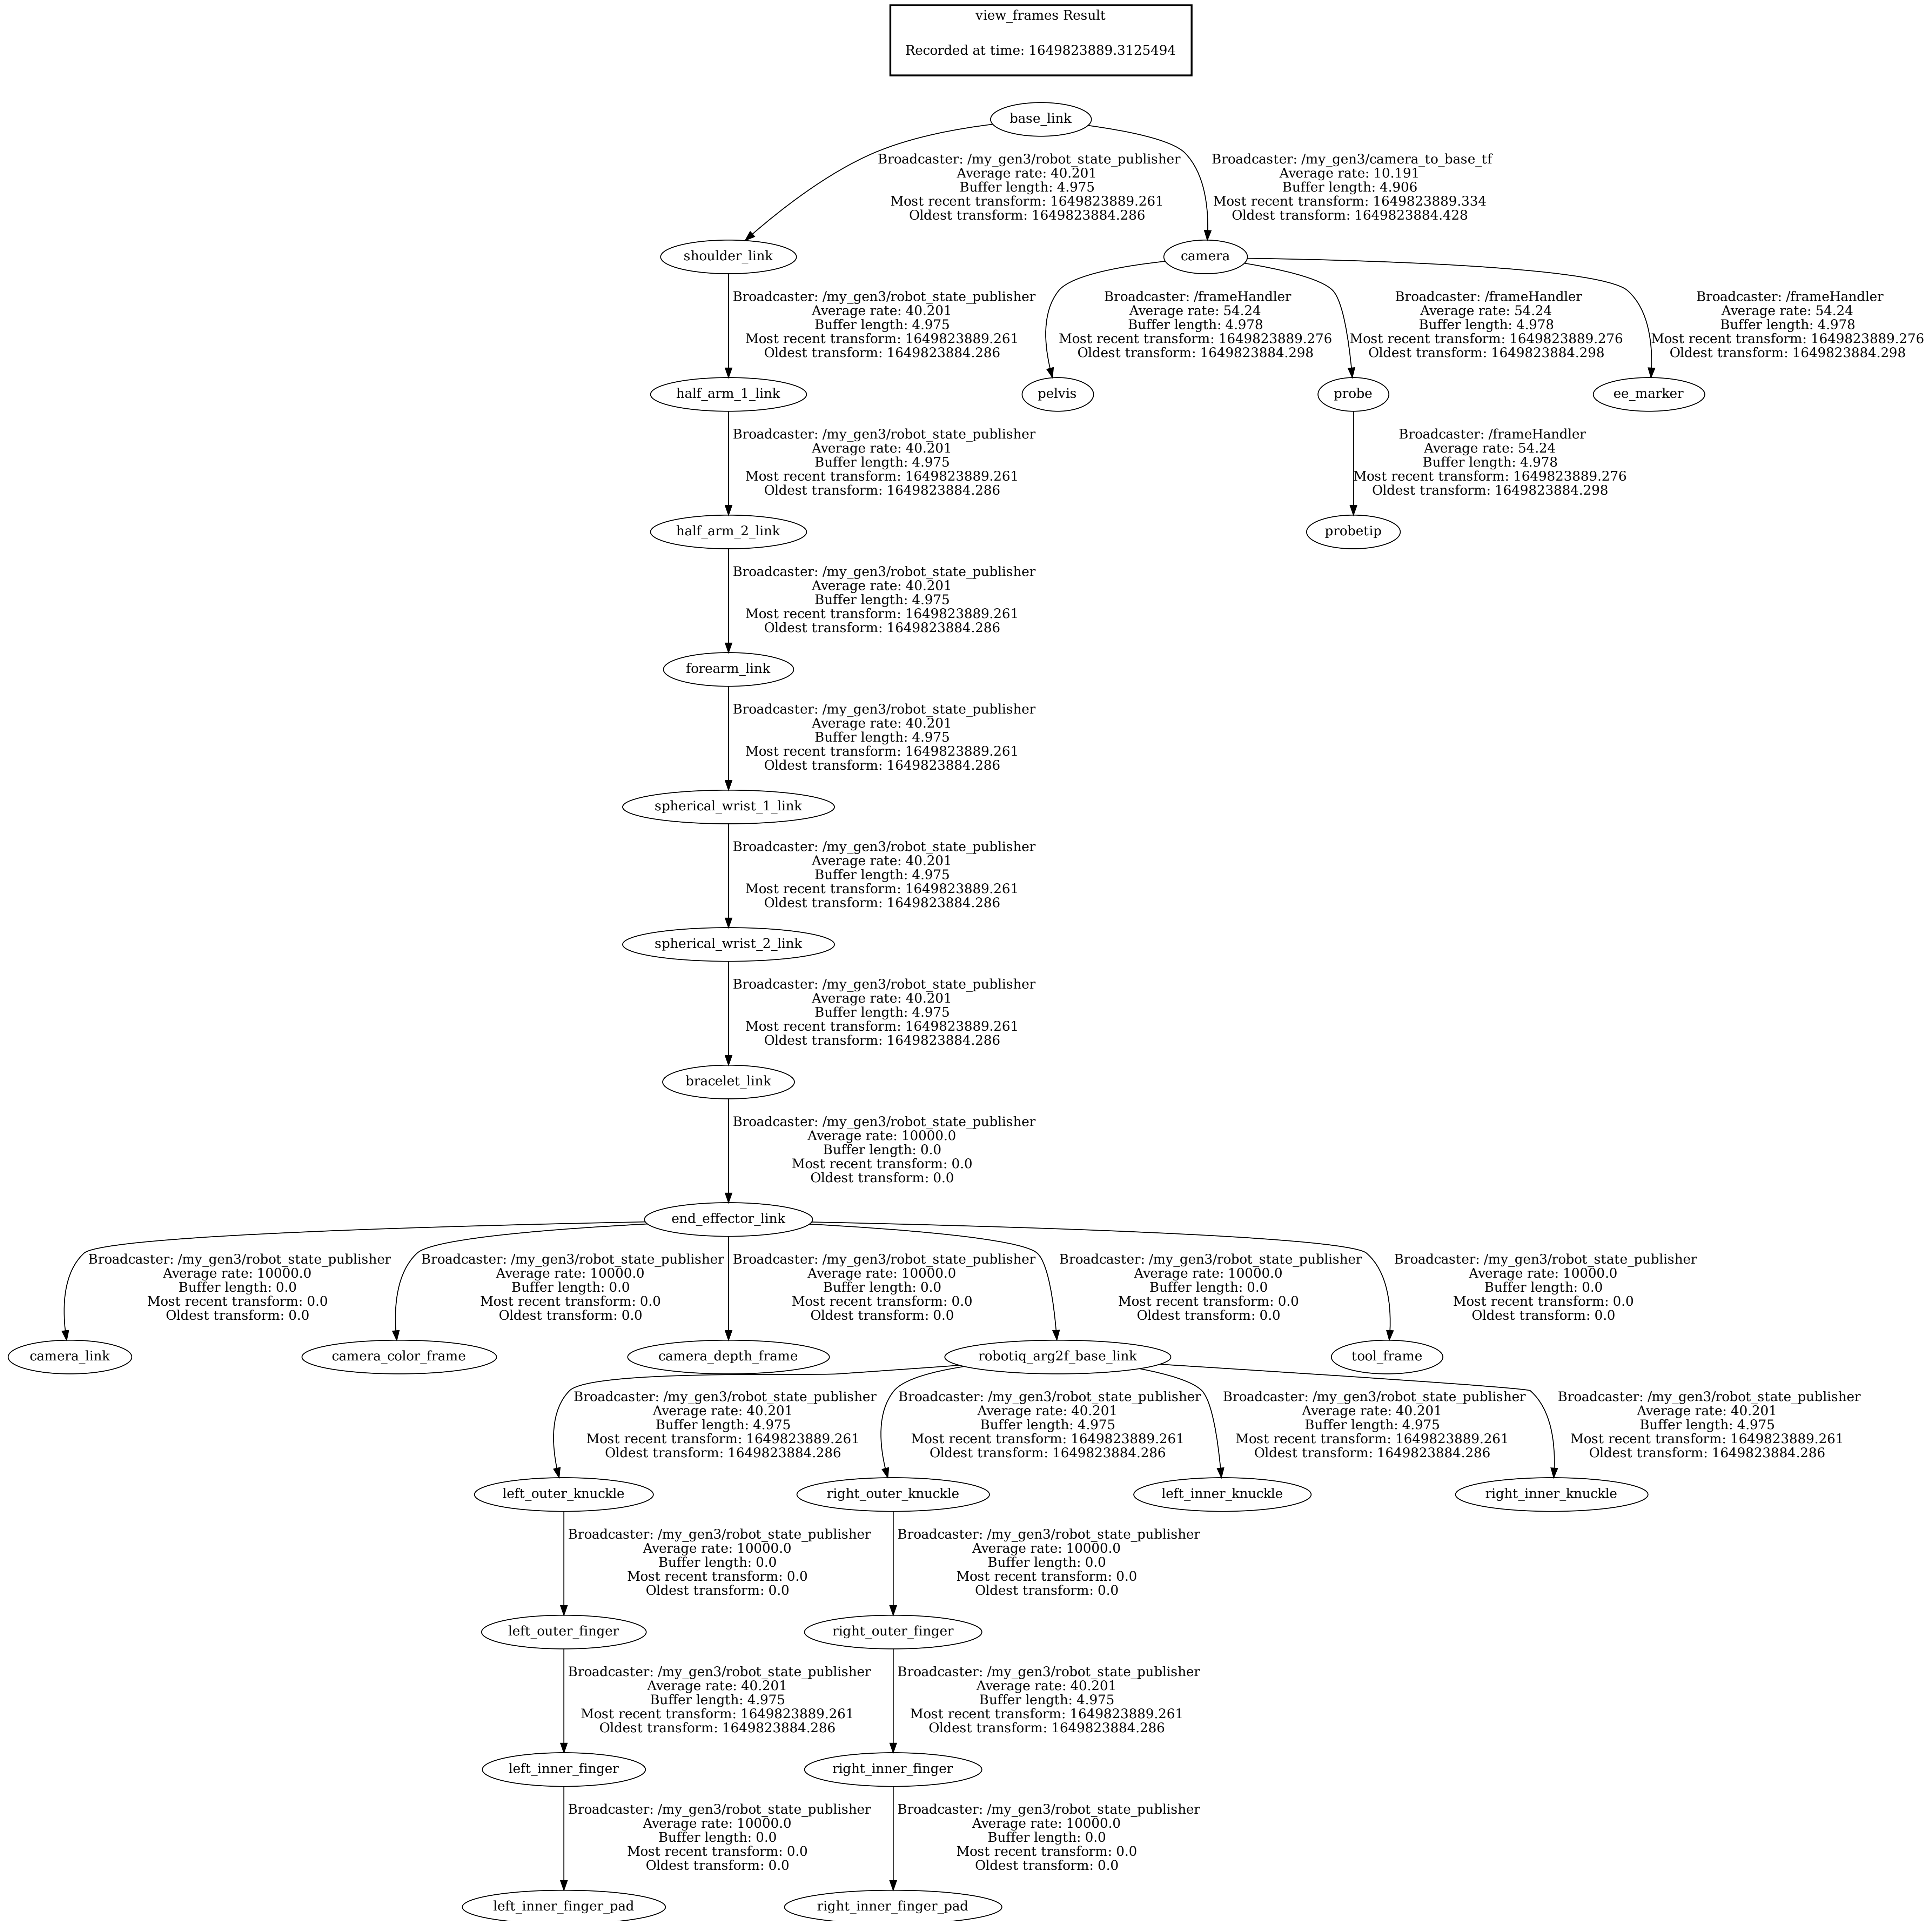 view_frames Result
Recorded at time: 1649823889.3125494
base_link
Broadcaster: /my_gen3/robot_state_publisher
Average rate: 40.201
Buffer length: 4.975
Most recent transform: 1649823889.261
Oldest transform: 1649823884.286
Broadcaster: /my_gen3/camera_to_base_tf
Average rate: 10.191
Buffer length: 4.906
Most recent transform: 1649823889.334
Oldest transform: 1649823884.428
shoulder_link
camera
Broadcaster: /my_gen3/robot_state_publisher
Average rate: 40.201
Buffer length: 4.975
Most recent transform: 1649823889.261
Oldest transform: 1649823884.286
Broadcaster: /frameHandler
Average rate: 54.24
Buffer length: 4.978
Most recent transform: 1649823889.276
Oldest transform: 1649823884.298
Broadcaster: /frameHandler
Average rate: 54.24
Buffer length: 4.978
Most recent transform: 1649823889.276
Oldest transform: 1649823884.298
Broadcaster: /frameHandler
Average rate: 54.24
Buffer length: 4.978
Most recent transform: 1649823889.276
Oldest transform: 1649823884.298
half_arm_1_link
pelvis
probe
ee_marker
Broadcaster: /my_gen3/robot_state_publisher
Average rate: 40.201
Buffer length: 4.975
Most recent transform: 1649823889.261
Oldest transform: 1649823884.286
Broadcaster: /frameHandler
Average rate: 54.24
Buffer length: 4.978
Most recent transform: 1649823889.276
Oldest transform: 1649823884.298
half_arm_2_link
probetip
Broadcaster: /my_gen3/robot_state_publisher
Average rate: 40.201
Buffer length: 4.975
Most recent transform: 1649823889.261
Oldest transform: 1649823884.286
forearm_link
Broadcaster: /my_gen3/robot_state_publisher
Average rate: 40.201
Buffer length: 4.975
Most recent transform: 1649823889.261
Oldest transform: 1649823884.286
spherical_wrist_1_link
Broadcaster: /my_gen3/robot_state_publisher
Average rate: 40.201
Buffer length: 4.975
Most recent transform: 1649823889.261
Oldest transform: 1649823884.286
spherical_wrist_2_link
Broadcaster: /my_gen3/robot_state_publisher
Average rate: 40.201
Buffer length: 4.975
Most recent transform: 1649823889.261
Oldest transform: 1649823884.286
bracelet_link
Broadcaster: /my_gen3/robot_state_publisher
Average rate: 10000.0
Buffer length: 0.0
Most recent transform: 0.0
Oldest transform: 0.0
end_effector_link
Broadcaster: /my_gen3/robot_state_publisher
Average rate: 10000.0
Buffer length: 0.0
Most recent transform: 0.0
Oldest transform: 0.0
Broadcaster: /my_gen3/robot_state_publisher
Average rate: 10000.0
Buffer length: 0.0
Most recent transform: 0.0
Oldest transform: 0.0
Broadcaster: /my_gen3/robot_state_publisher
Average rate: 10000.0
Buffer length: 0.0
Most recent transform: 0.0
Oldest transform: 0.0
Broadcaster: /my_gen3/robot_state_publisher
Average rate: 10000.0
Buffer length: 0.0
Most recent transform: 0.0
Oldest transform: 0.0
Broadcaster: /my_gen3/robot_state_publisher
Average rate: 10000.0
Buffer length: 0.0
Most recent transform: 0.0
Oldest transform: 0.0
camera_link
camera_color_frame
camera_depth_frame
robotiq_arg2f_base_link
tool_frame
Broadcaster: /my_gen3/robot_state_publisher
Average rate: 40.201
Buffer length: 4.975
Most recent transform: 1649823889.261
Oldest transform: 1649823884.286
Broadcaster: /my_gen3/robot_state_publisher
Average rate: 40.201
Buffer length: 4.975
Most recent transform: 1649823889.261
Oldest transform: 1649823884.286
Broadcaster: /my_gen3/robot_state_publisher
Average rate: 40.201
Buffer length: 4.975
Most recent transform: 1649823889.261
Oldest transform: 1649823884.286
Broadcaster: /my_gen3/robot_state_publisher
Average rate: 40.201
Buffer length: 4.975
Most recent transform: 1649823889.261
Oldest transform: 1649823884.286
left_outer_knuckle
right_outer_knuckle
left_inner_knuckle
right_inner_knuckle
Broadcaster: /my_gen3/robot_state_publisher
Average rate: 10000.0
Buffer length: 0.0
Most recent transform: 0.0
Oldest transform: 0.0
Broadcaster: /my_gen3/robot_state_publisher
Average rate: 10000.0
Buffer length: 0.0
Most recent transform: 0.0
Oldest transform: 0.0
left_outer_finger
right_outer_finger
Broadcaster: /my_gen3/robot_state_publisher
Average rate: 40.201
Buffer length: 4.975
Most recent transform: 1649823889.261
Oldest transform: 1649823884.286
Broadcaster: /my_gen3/robot_state_publisher
Average rate: 40.201
Buffer length: 4.975
Most recent transform: 1649823889.261
Oldest transform: 1649823884.286
left_inner_finger
right_inner_finger
Broadcaster: /my_gen3/robot_state_publisher
Average rate: 10000.0
Buffer length: 0.0
Most recent transform: 0.0
Oldest transform: 0.0
Broadcaster: /my_gen3/robot_state_publisher
Average rate: 10000.0
Buffer length: 0.0
Most recent transform: 0.0
Oldest transform: 0.0
left_inner_finger_pad
right_inner_finger_pad